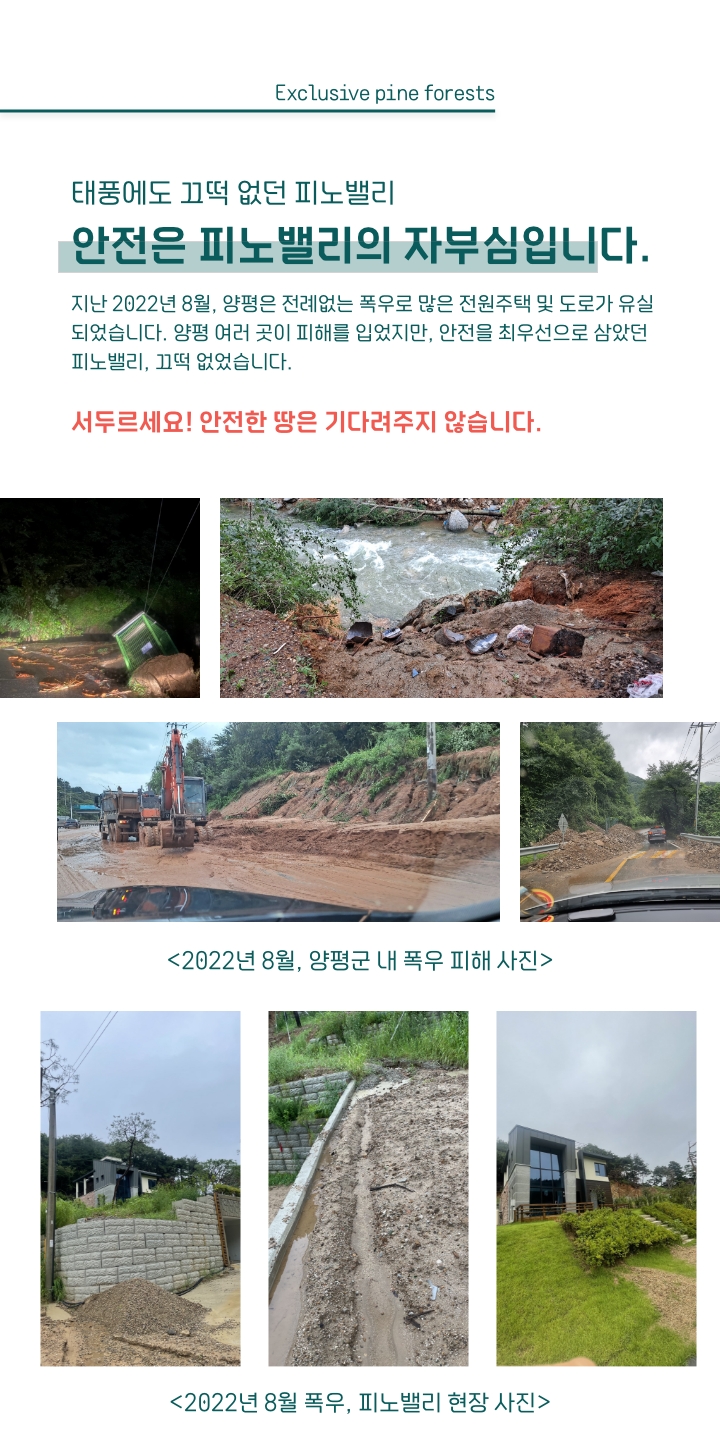 Exclusive pine forests
태풍에도 끄떡 없던 피노밸리
안전은 피노밸리의 자부심입니다.
지난 2022년 8월, 양평은 전례없는 폭우로 많은 전원주택 및 도로가 유실
되었습니다. 양평 여러 곳이 피해를 입었지만, 안전을 최우선으로 삼았던
피노밸리, 끄떡 없었습니다.
서두르세요! 안전한 땅은 기다려주지 않습니다.
<2022년 8월, 양평군 내 폭우 피해 사진>
<2022년 8월 폭우, 피노밸리 현장 사진>